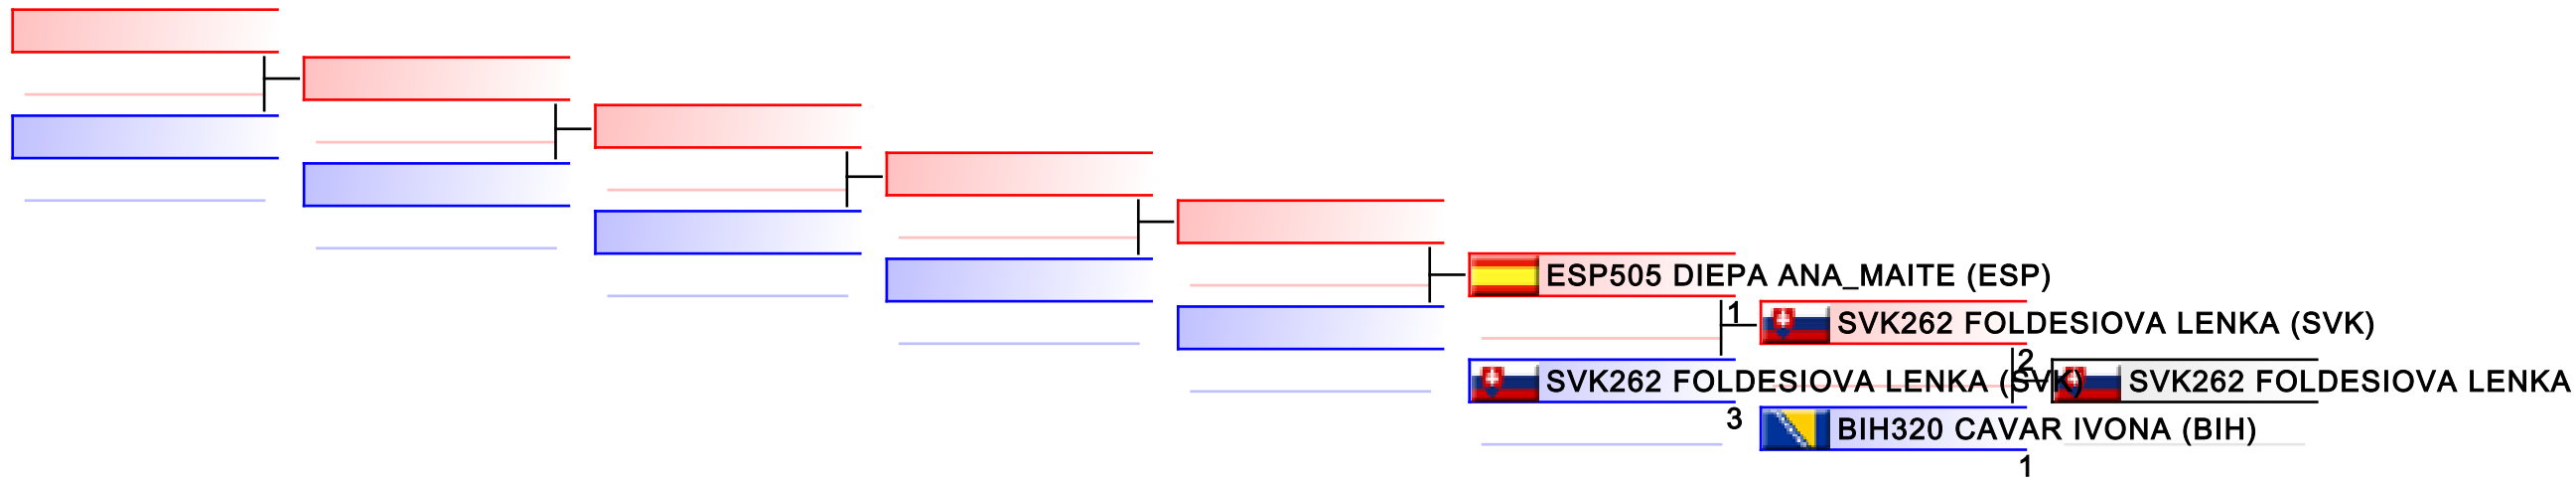 ESP505 DIEPA ANA_MAITE (ESP)
1
SVK262 FOLDESIOVA LENKA (SVK)
2
SVK262 FOLDESIOVA LENKA (SVK)
SVK262 FOLDESIOVA LENKA
3
BIH320 CAVAR IVONA (BIH)
1